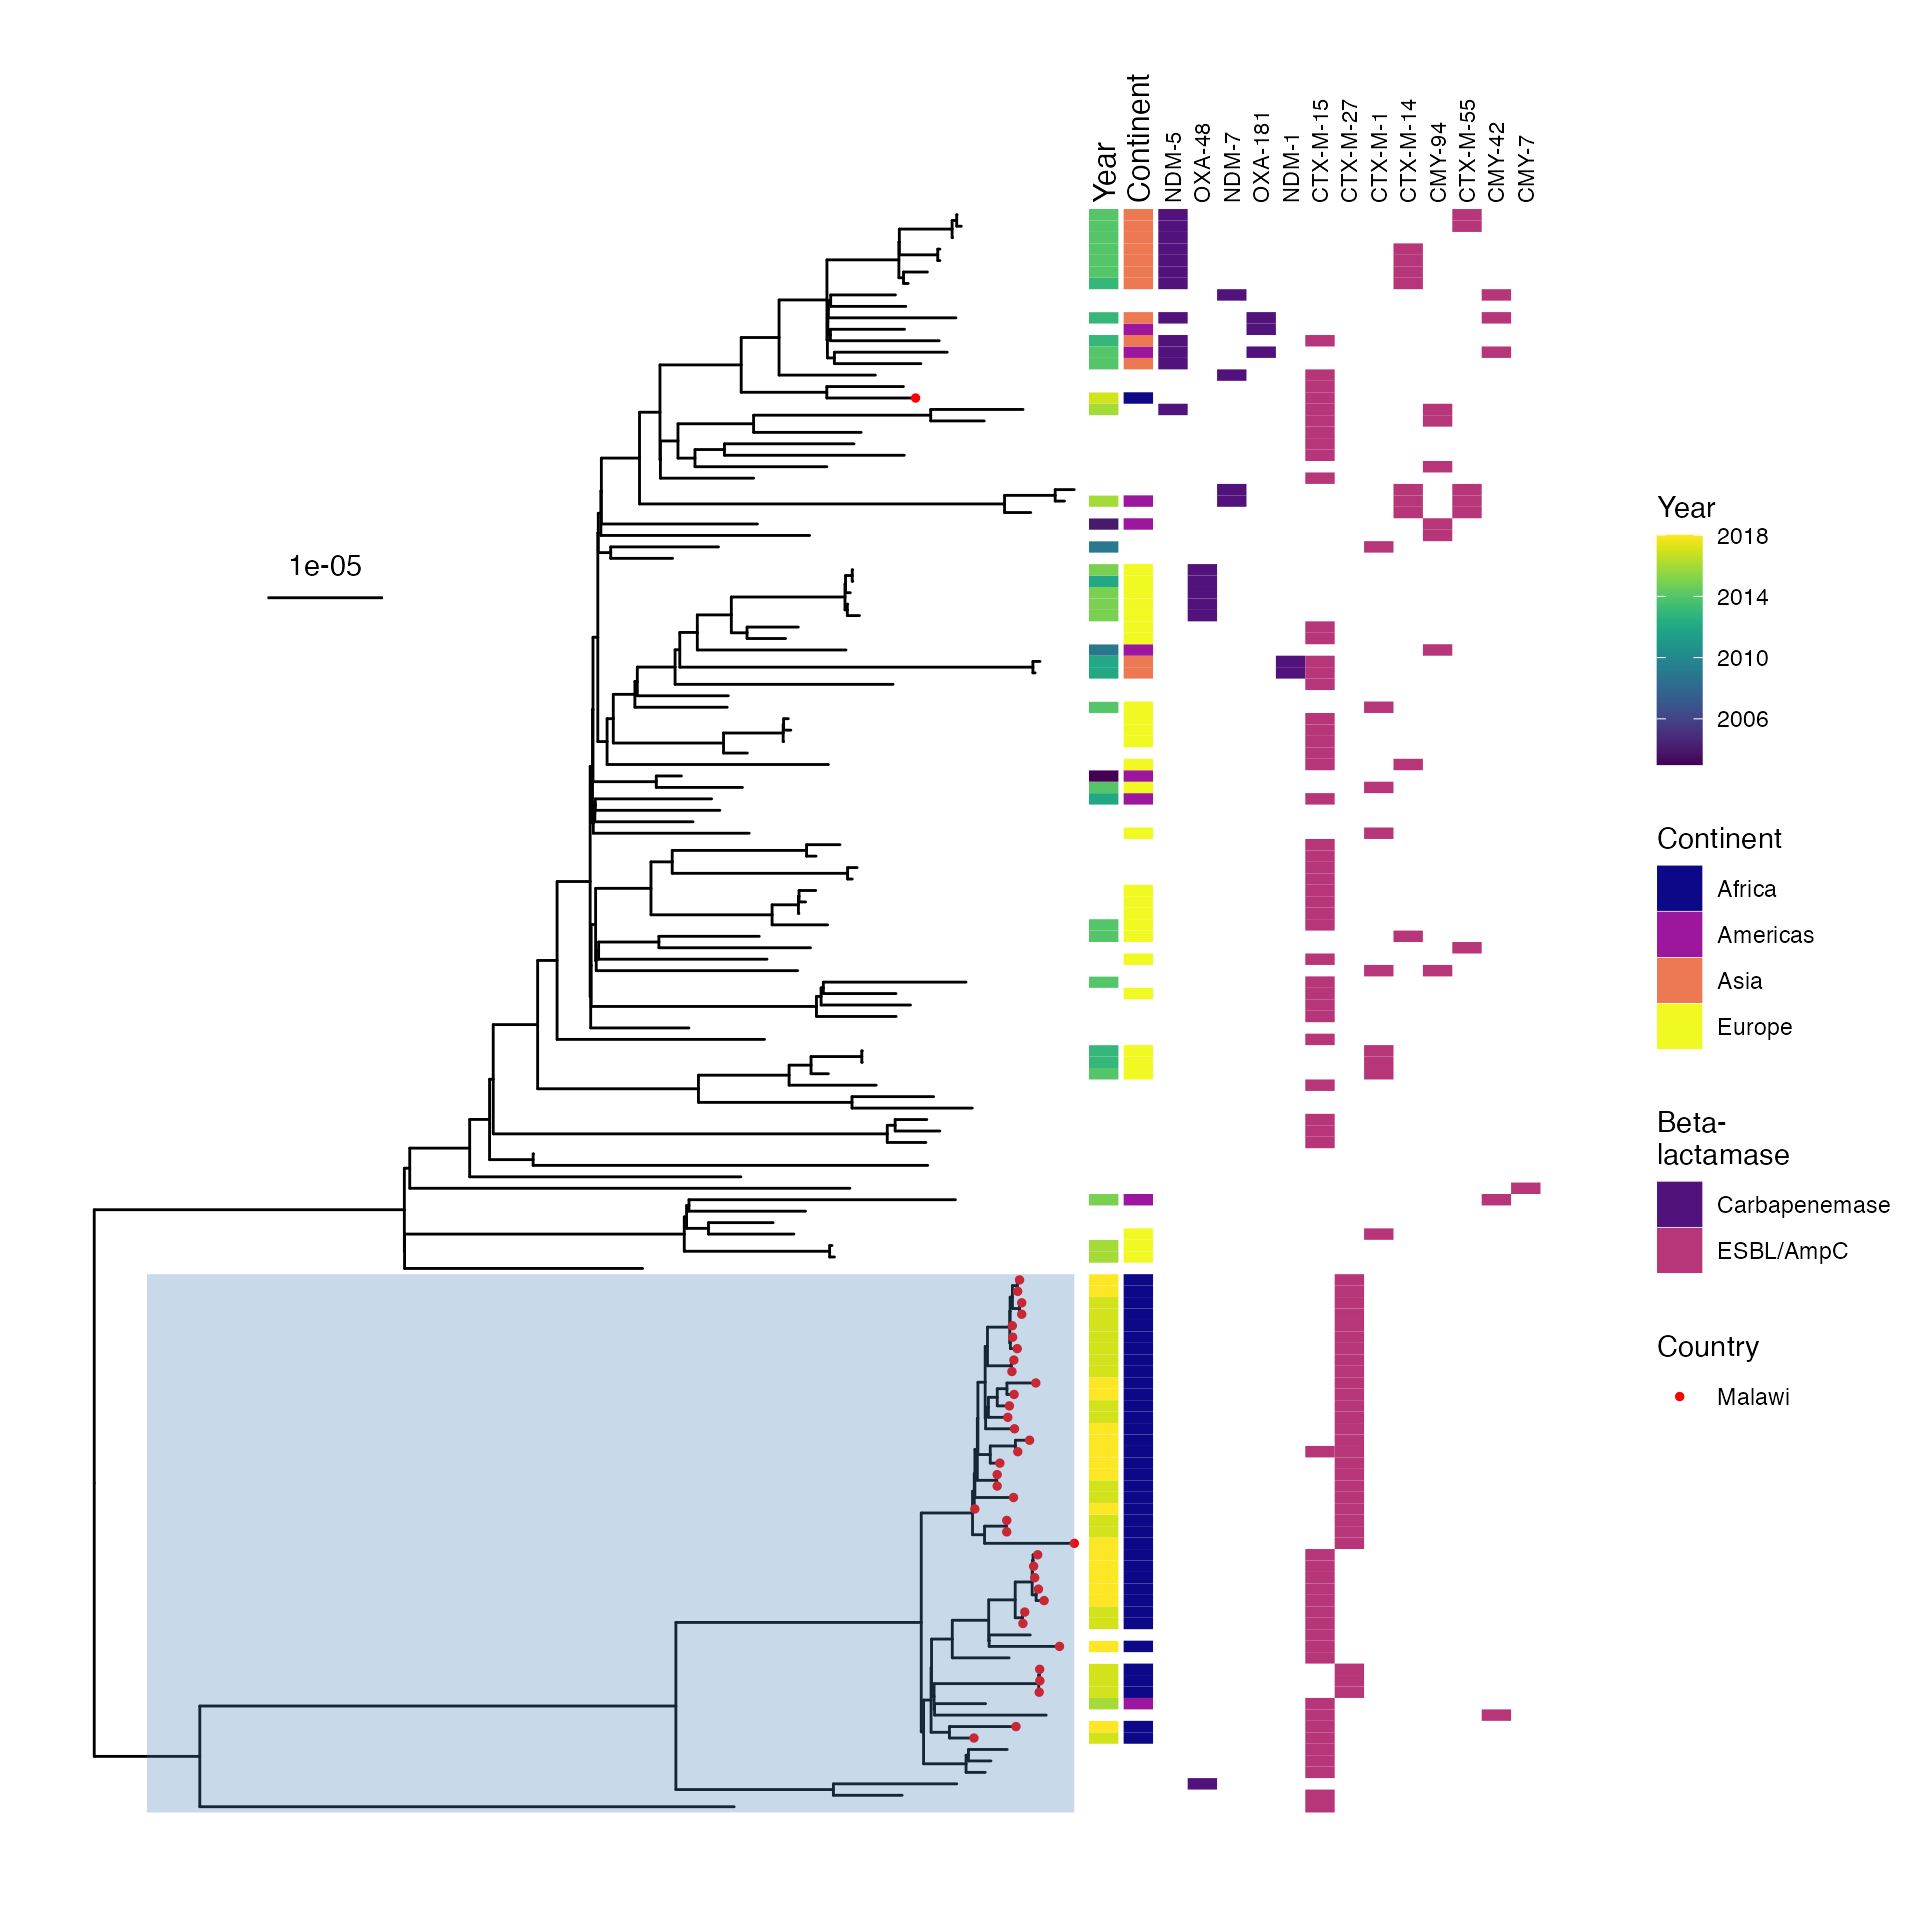 Year
Continent
NDM-5
OXA-48
NDM-7
OXA-181
NDM-1
CTX-M-15
CTX-M-27
CTX-M-1
CTX-M-14
CMY-94
CTX-M-55
CMY-42
CMY-7
1e-05
Year
2018
2014
2010
2006
Continent
Africa
Americas
Asia
Europe
Beta-
lactamase
Carbapenemase
ESBL/AmpC
Country
Malawi